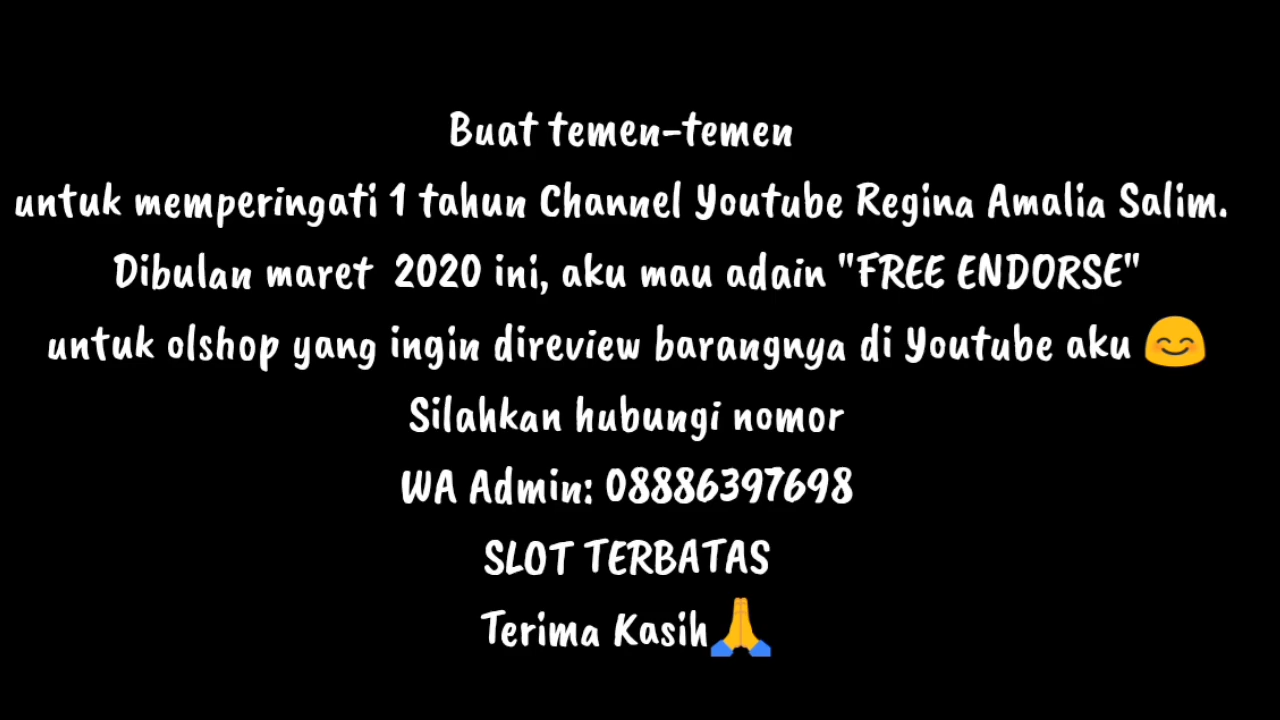 Buat temen-temen
untuk memperingati 1 tahun Channel Youtube Regina Amalia Salim.
Dibulan maret 2020 ini, aku mau adain "FREE ENDORSE"
untuk olshop yang ingin direview barangnya di Youtube aku 😊
Silahkan hubungi nomor
WA Admin: 08886397698
SLOT TERBATAS
Terima Kasih🙏